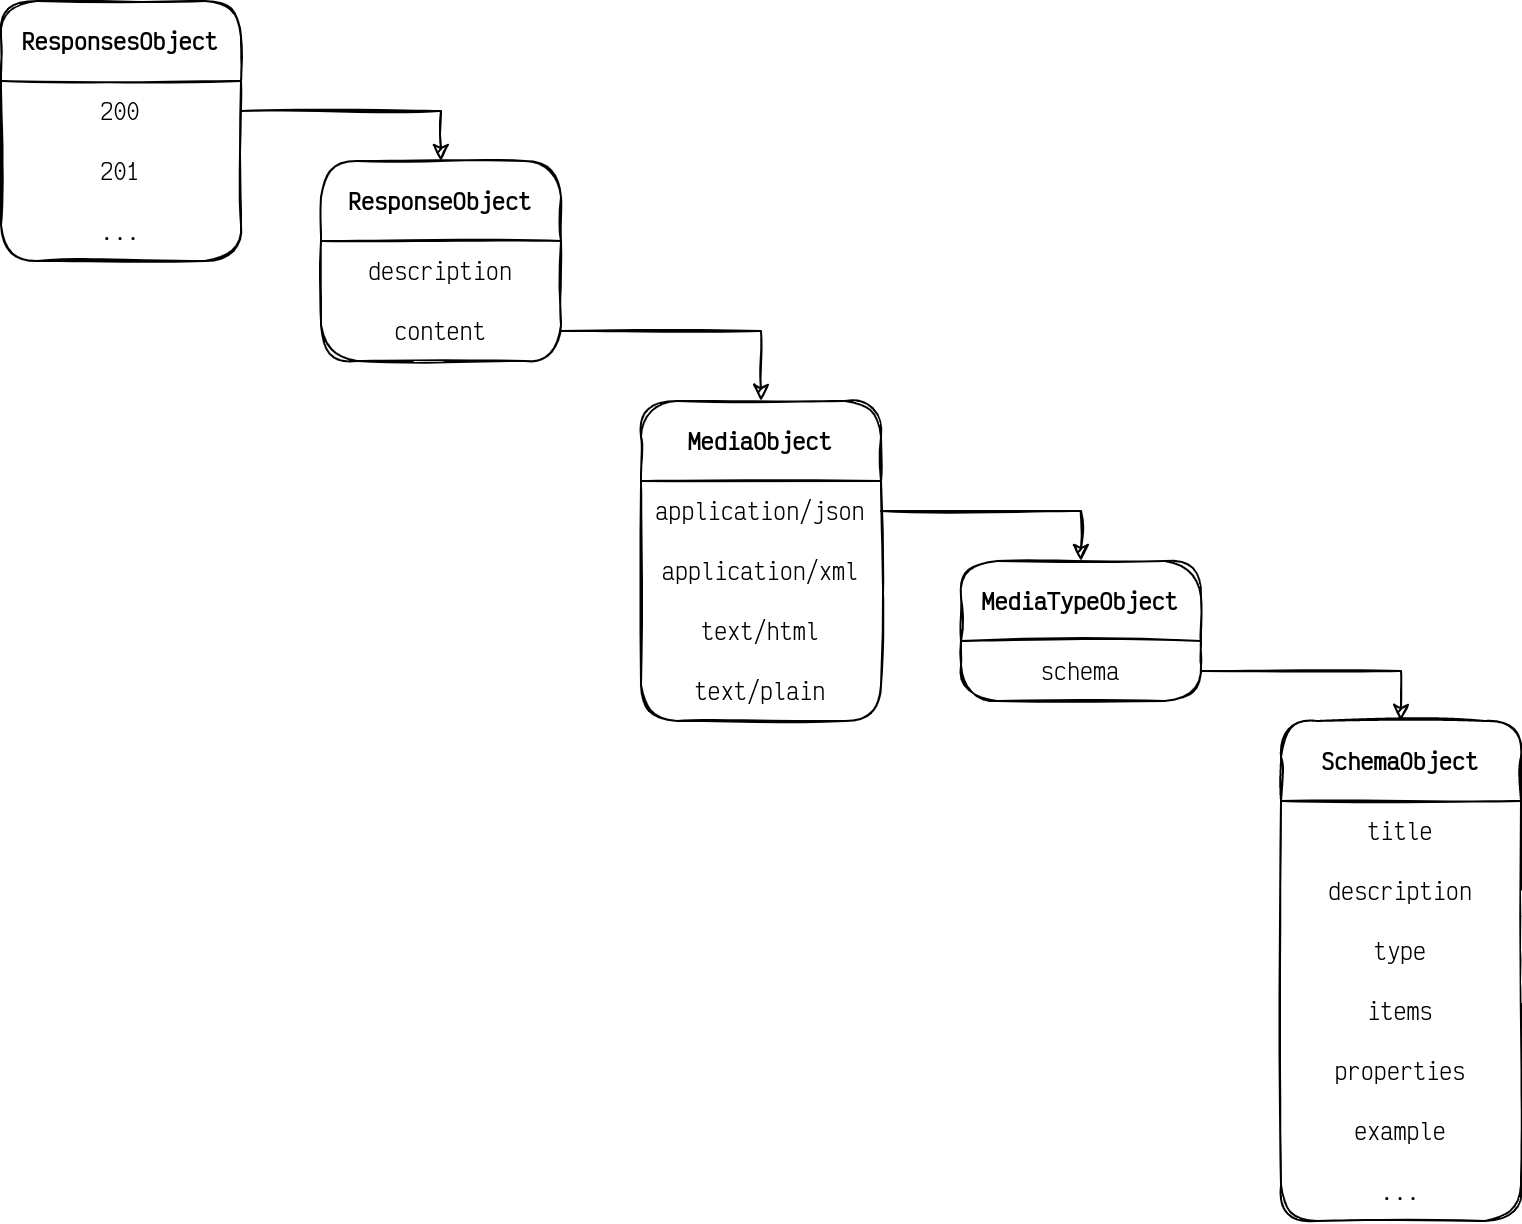 ResponsesObject
200
201
...
ResponseObject
description
content
MediaObject
application/json
application/xml
text/html
text/plain
MediaTypeObject
schema
SchemaObject
title
description
type
items
properties
example
...